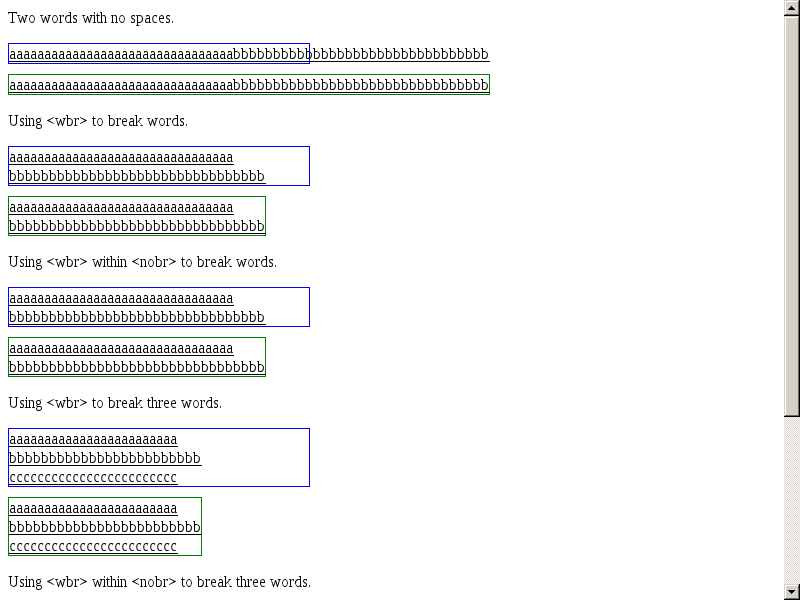 Two words with no spaces.
aaaaaaaaaaaaaaaaaaaaaaaaaaaaaaaabbbbbbbbbbbbbbbbbbbbbbbbbbbbbbbb
aaaaaaaaaaaaaaaaaaaaaaaaaaaaaaaabbbbbbbbbbbbbbbbbbbbbbbbbbbbbbbb
Using <wbr> to break words.
aaaaaaaaaaaaaaaaaaaaaaaaaaaaaaaa
bbbbbbbbbbbbbbbbbbbbbbbbbbbbbbbb
aaaaaaaaaaaaaaaaaaaaaaaaaaaaaaaa
bbbbbbbbbbbbbbbbbbbbbbbbbbbbbbbb
Using <wbr> within <nobr> to break words.
aaaaaaaaaaaaaaaaaaaaaaaaaaaaaaaa
bbbbbbbbbbbbbbbbbbbbbbbbbbbbbbbb
aaaaaaaaaaaaaaaaaaaaaaaaaaaaaaaa
bbbbbbbbbbbbbbbbbbbbbbbbbbbbbbbb
Using <wbr> to break three words.
aaaaaaaaaaaaaaaaaaaaaaaa
bbbbbbbbbbbbbbbbbbbbbbbb
cccccccccccccccccccccccc
aaaaaaaaaaaaaaaaaaaaaaaa
bbbbbbbbbbbbbbbbbbbbbbbb
cccccccccccccccccccccccc
Using <wbr> within <nobr> to break three words.